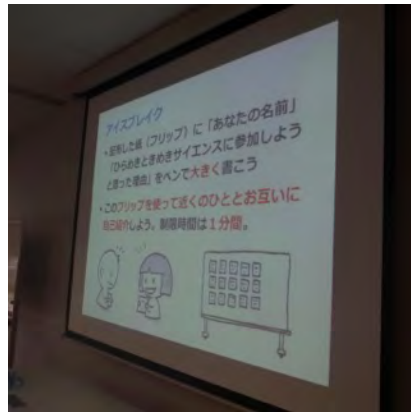 アイスブレイク
・配布した紙（フリップ）に「あなたの名前」
「ひらめきときめきサイエンスに参加しよう
と思った理由」をペンで大きく書こう
・このフリップを使って近くのひととお互いに
自己紹介しよう。制限時間は1分間。